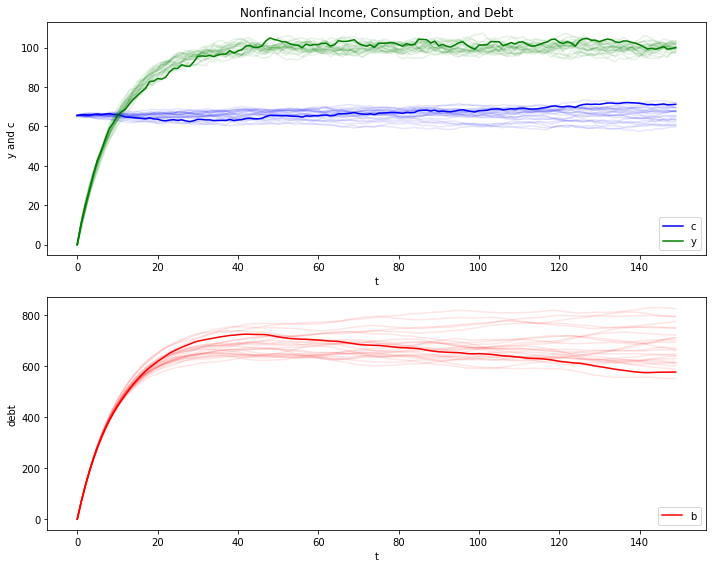 Nonfinancial Income, Consumption, and Debt
100
80
60
40
20
0
y and c
c
y
0 20 40 60 80 100 120 140
t
800
600
400
200
0
debt
b
0 20 40 60 80 100 120 140
t